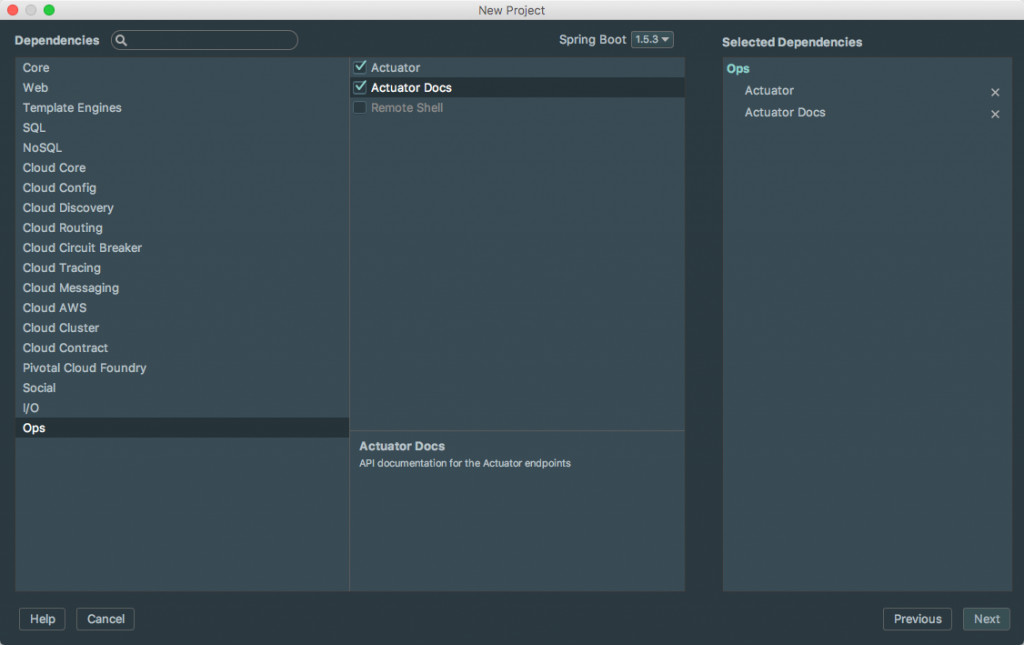 New Project
Dependencies
Spring Boot 1.5.3
Selected Dependencies
Core
Web
Template Engines
SQL
NoSQL
Cloud Core
Cloud Config
Cloud Discovery
Cloud Routing
Cloud Circuit Breaker
Cloud Tracing
Cloud Messaging
Cloud AWS
Cloud Cluster
Cloud Contract
Pivotal Cloud Foundry
Social
I/O
Ops
Actuator
Actuator Docs
Remote Shell
Actuator Docs
API documentation for the Actuator endpoints
Ops
Actuator
Actuator Docs
Help
Cancel
Previous
Next